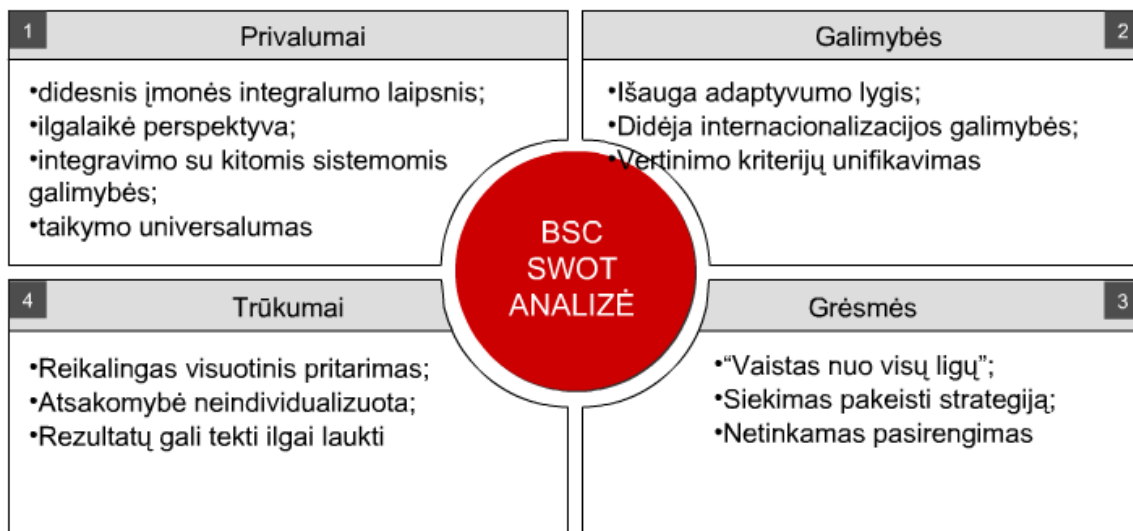 1
Privalumai
•didesnis įmonės integralumo laipsnis;
•ilgalaikė perspektyva;
•integravimo su kitomis sistemomis
galimybės;
•taikymo universalumas
2
Galimybės
•Išauga adaptyvumo lygis;
•Didėja internacionalizacijos galimybės;
•Vertinimo kriterijų unifikavimas
BSC
SWOT
ANALIZĖ
4
Trūkumai
•Reikalingas visuotinis pritarimas;
•Atsakomybė neindividualizuota;
•Rezultatų gali tekti ilgai laukti
3
Grėsmės
•“Vaistas nuo visų ligų”;
•Siekimas pakeisti strategiją;
•Netinkamas pasirengimas